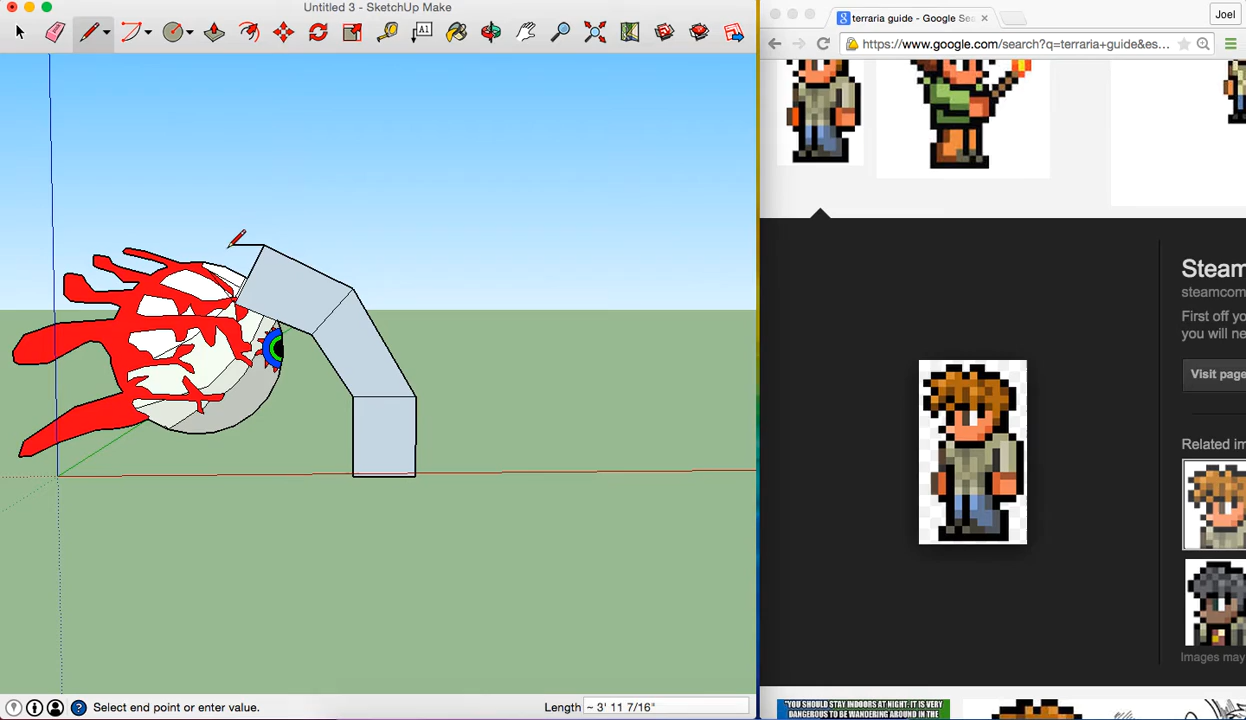 Untitled 3 - SketchUp Make
A1
Select end point or enter value.
Length
~ 3' 11 7/16"
terraria guide - Google Sea
Joel
https://www.google.com/search?q=terraria+guide&es...
Steam
steamcom
First off yo
you will ne
Visit page
Related im
Images may
"YOU SHOULD STAY INDOORS AT NIGHT. IT IS VERY
DANGEROUS TO BE WANDERING AROUND IN THE